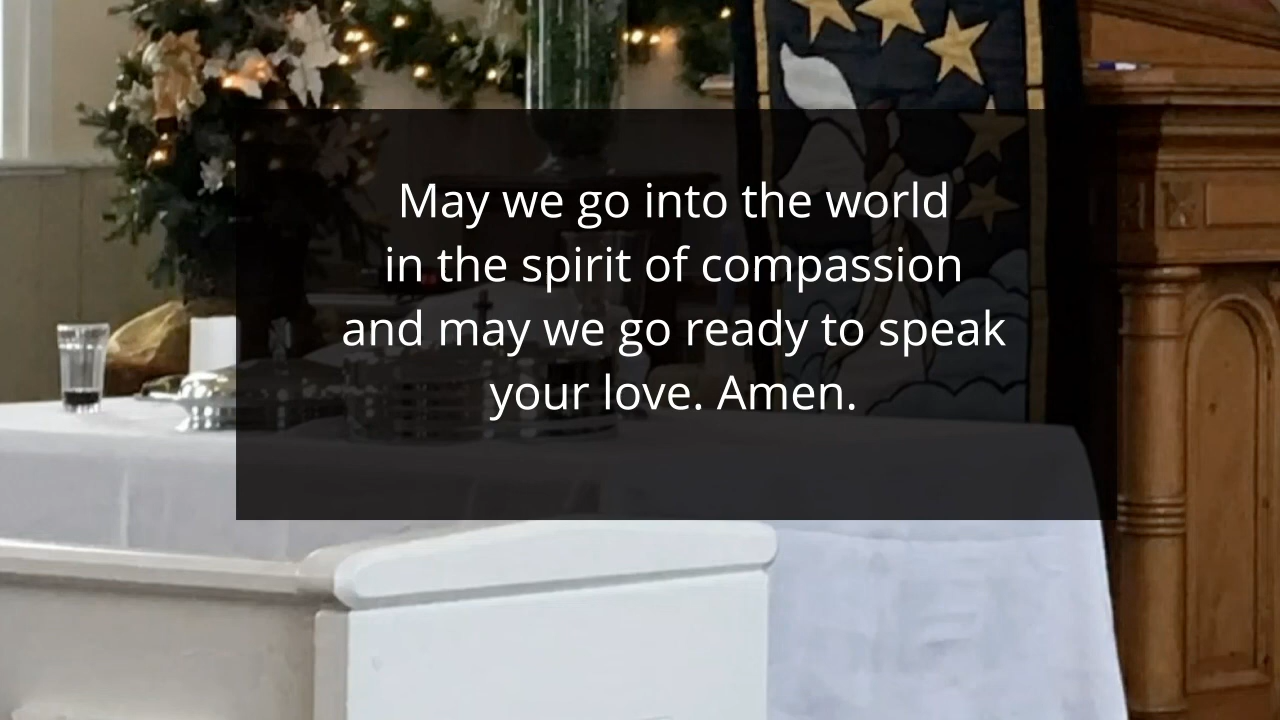 May we go into the world
in the spirit of compassion
and may we go ready to speak
your love. Amen.